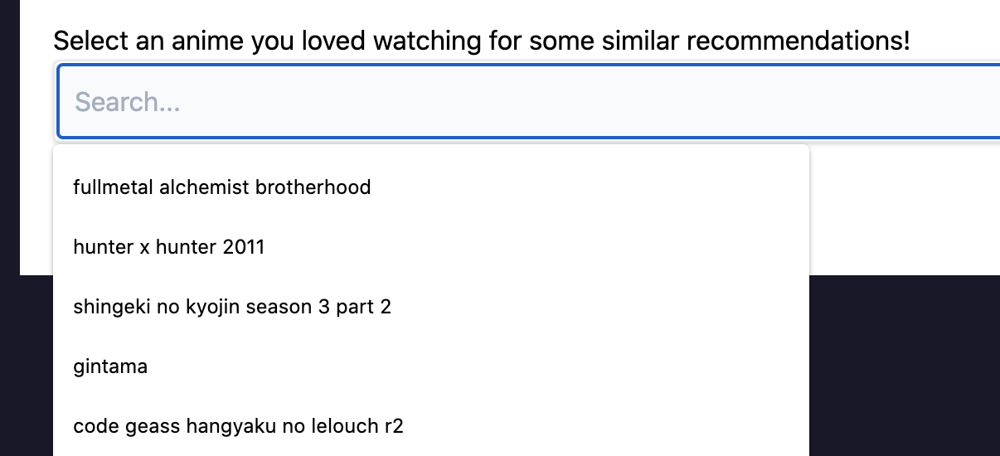 Select an anime you loved watching for some similar recommendations!
Search...
fullmetal alchemist brotherhood
hunter x hunter 2011
shingeki no kyojin season 3 part 2
gintama
code geass hangyaku no lelouch r2